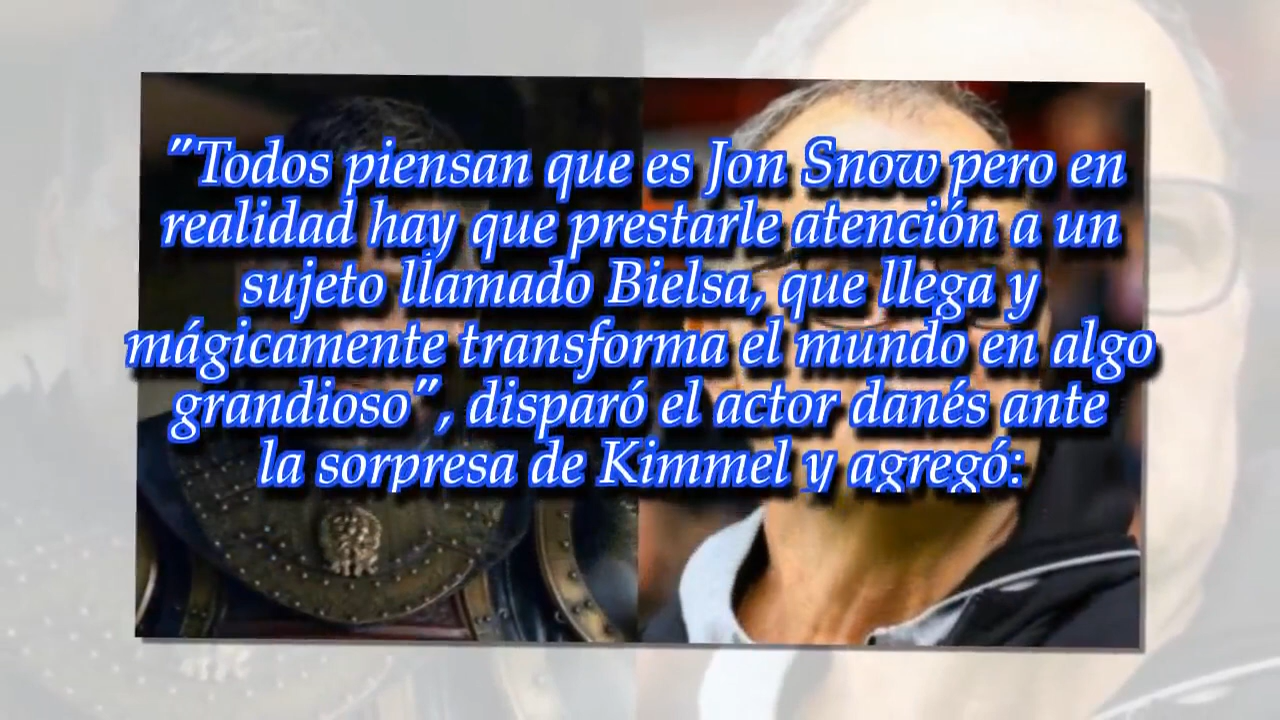 "Todos piensan que es Jon Snow pero en
realidad hay que prestarle atención a un
sujeto llamado Bielsa, que llega y
mágicamente transforma el mundo en algo
grandioso", disparó el actor danés ante
la sorpresa de Kimmel y agregó: